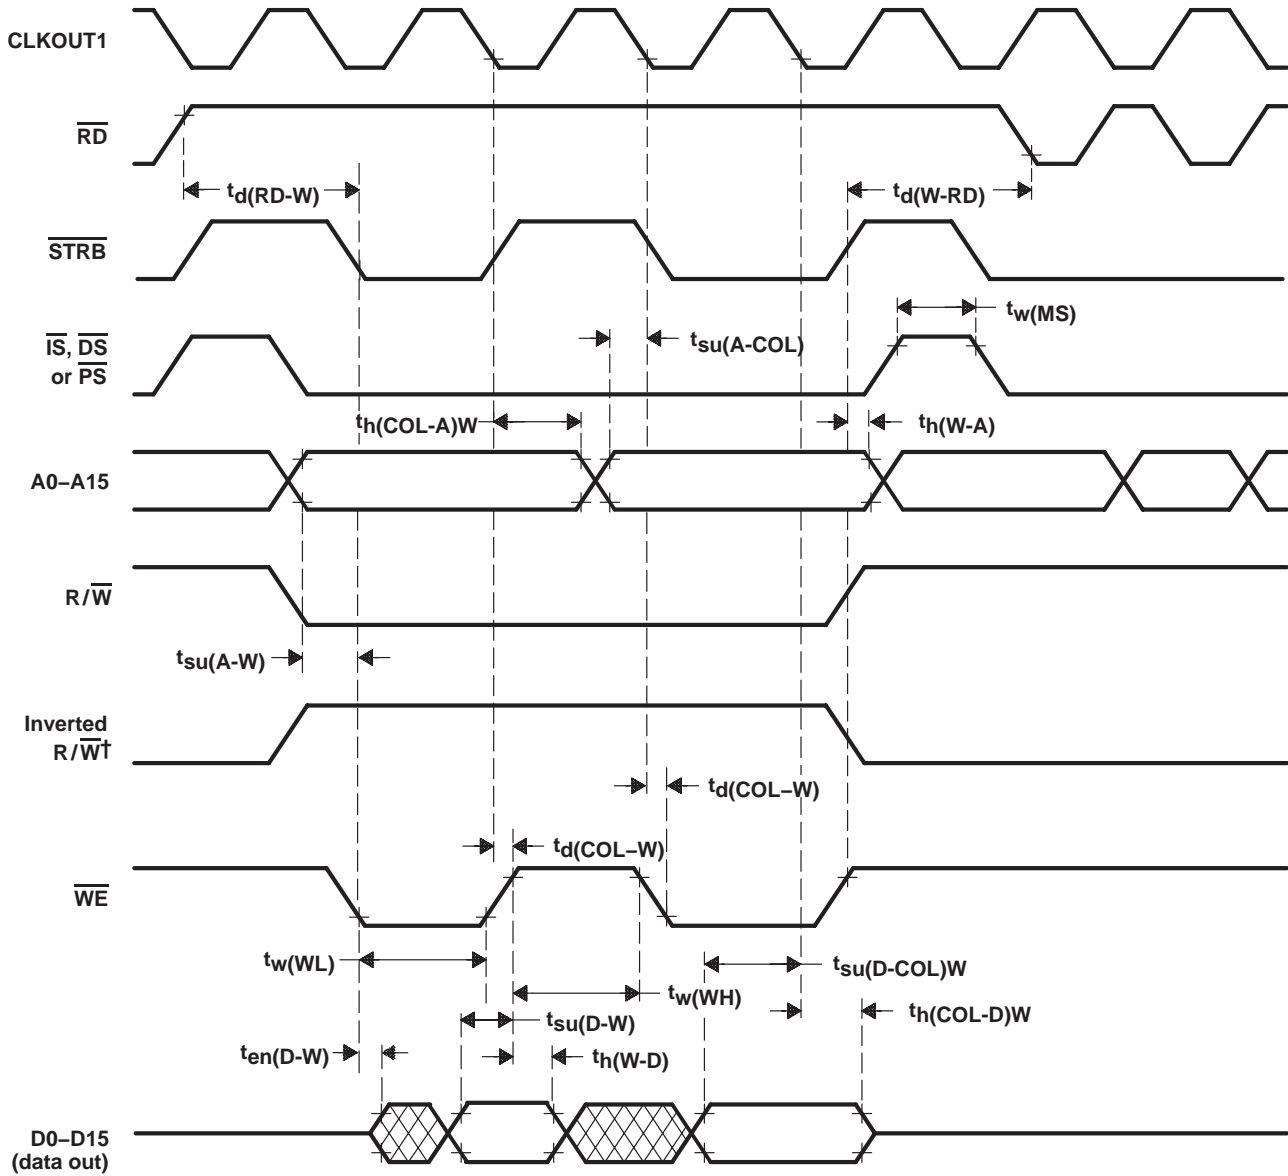 CLKOUT1
RD
td(RD-W)
td(W-RD)
STRB
tw(MS)
IS, DS
or PS
tsu(A-COL)
th(COL-A)W
th(W-A)
A0–A15
R/W
tsu(A-W)
Inverted
R/W†
td(COL–W)
td(COL–W)
WE
tw(WL)
tsu(D-COL)W
tw(WH)
th(COL-D)W
tsu(D-W)
ten(D-W)
th(W-D)
D0–D15
(data out)